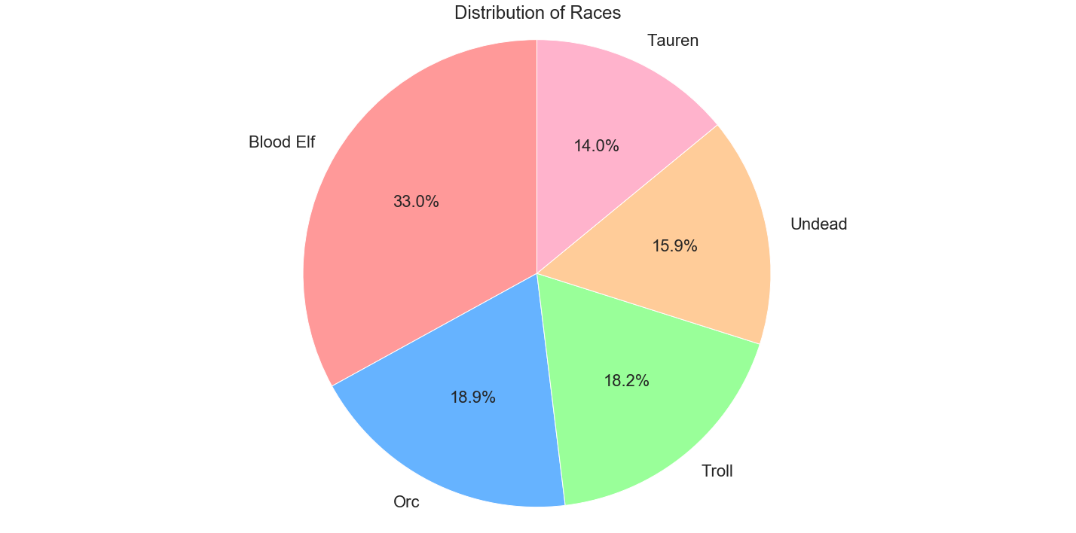 Distribution of Races
Tauren
14.0%
Blood Elf
33.0%
Undead
15.9%
18.2%
18.9%
Troll
Orc